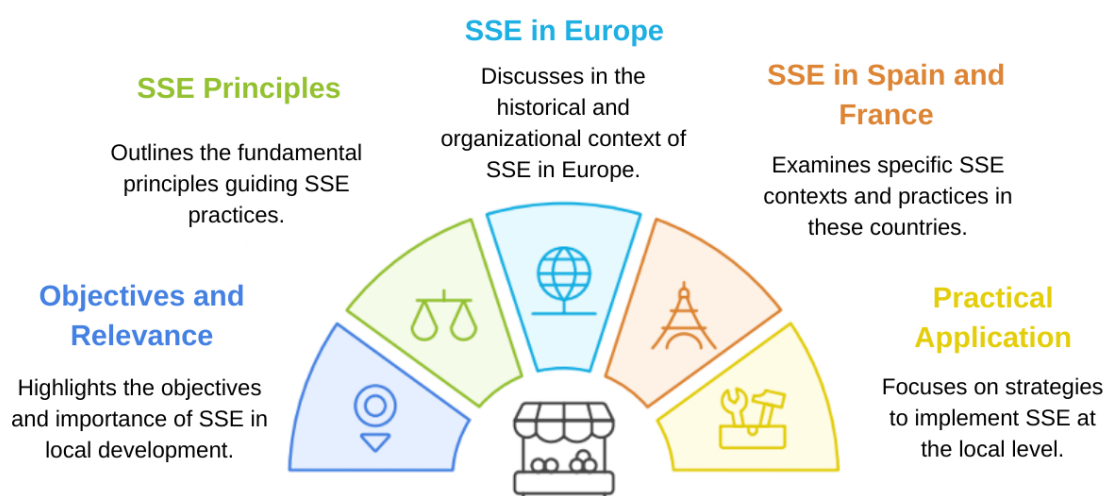 Objectives and
Relevance
Highlights the objectives
and importance of SSE in
local development.
SSE Principles
Outlines the fundamental
principles guiding SSE
practices.
SSE in Europe
Discusses in the
historical and
organizational context of
SSE in Europe.
SSE in Spain and
France
Examines specific SSE
contexts and practices in
these countries.
Practical
Application
Focuses on strategies
to implement SSE at
the local level.